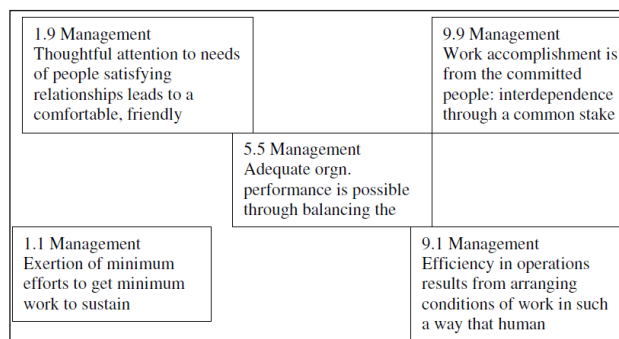 1.9 Management
Thoughtful attention to needs
of people satisfying
relationships leads to a
comfortable, friendly
9.9 Management
Work accomplishment is
from the committed
people: interdependence
through a common stake
5.5 Management
Adequate orgn.
performance is possible
through balancing the
1.1 Management
Exertion of minimum
efforts to get minimum
work to sustain
9.1 Management
Efficiency in operations
results from arranging
conditions of work in such
a way that human